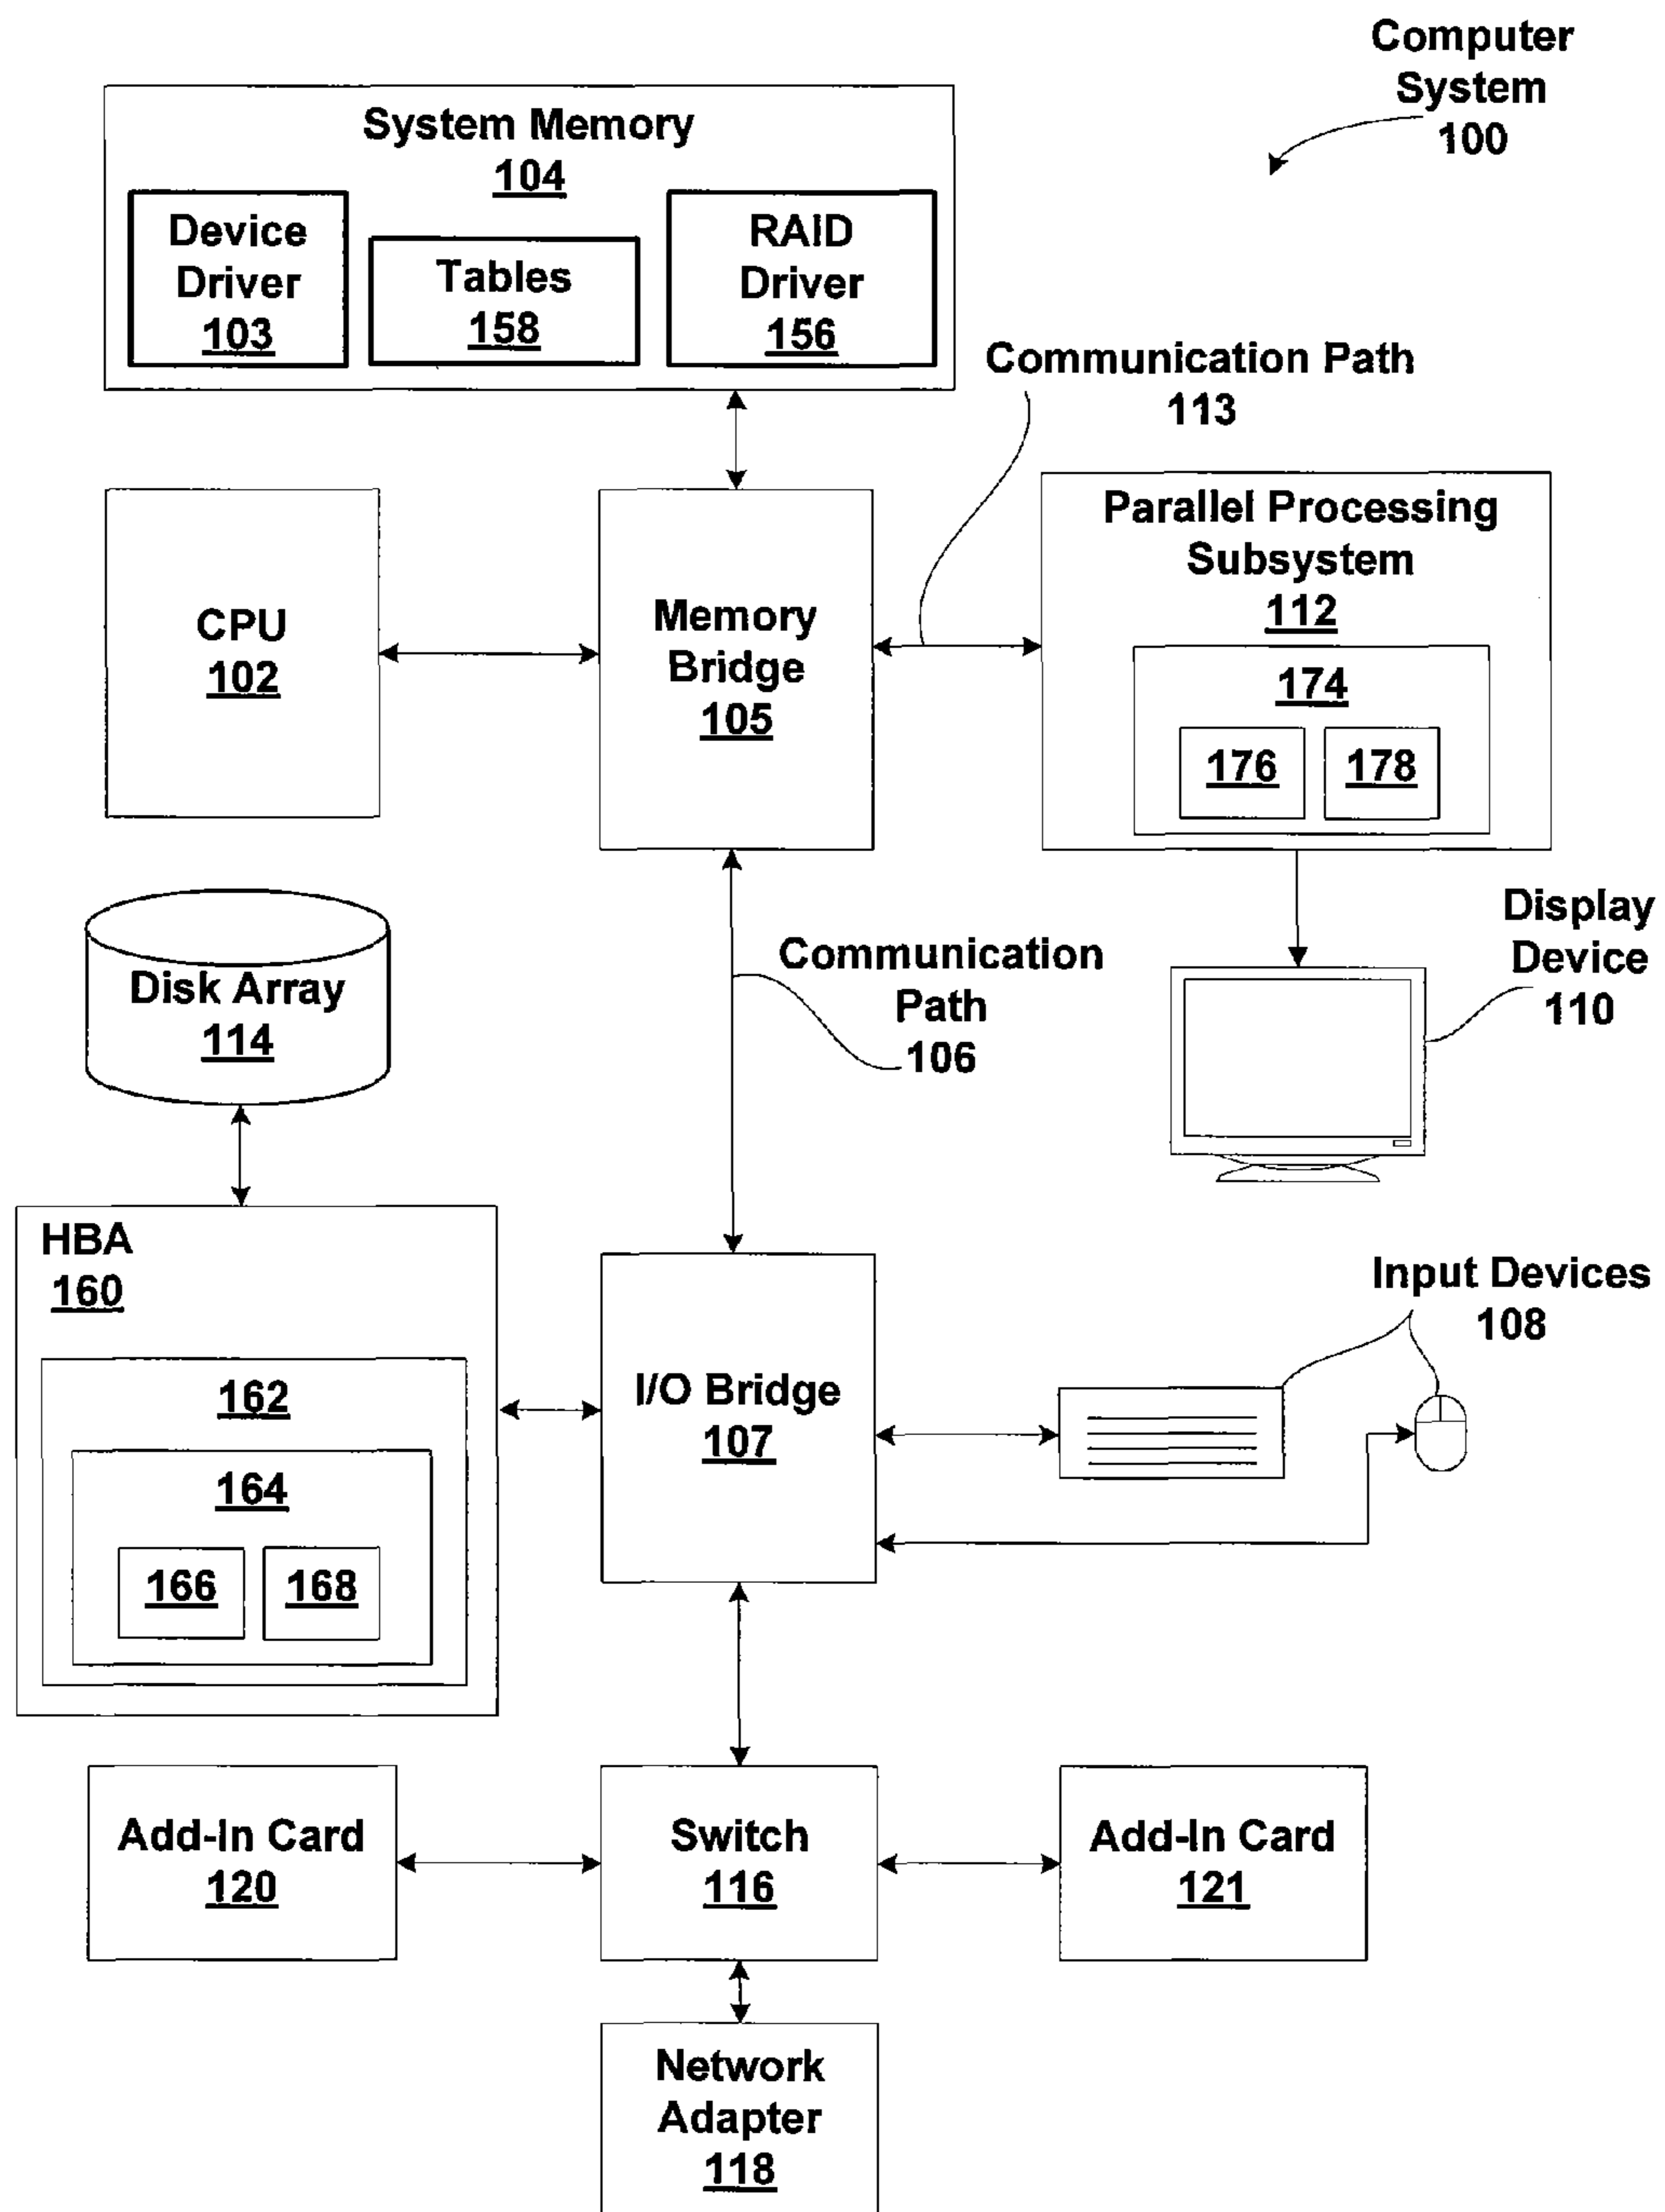 Computer
System
100
System Memory
104
Device
Driver
103
Tables
158
RAID
Driver
156
Communication Path
113
CPU
102
Memory
Bridge
105
Parallel Processing
Subsystem
112
174
176
178
Disk Array
114
Communication
Path
106
Display
Device
110
HBA
160
162
164
166
168
I/O Bridge
107
Input Devices
108
Add-In Card
120
Switch
116
Add-In Card
121
Network
Adapter
118